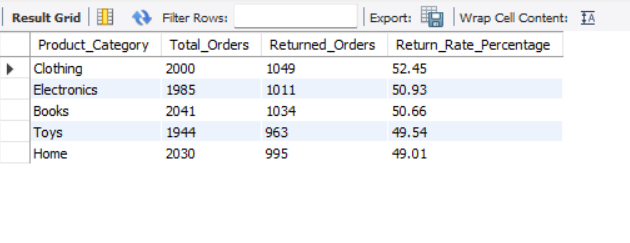 Result Grid Filter Rows: Export: Wrap Cell Content:
Product_Category Total_Orders Returned_Orders Return_Rate_Percentage
Clothing 2000 1049 52.45
Electronics 1985 1011 50.93
Books 2041 1034 50.66
Toys 1944 963 49.54
Home 2030 995 49.01